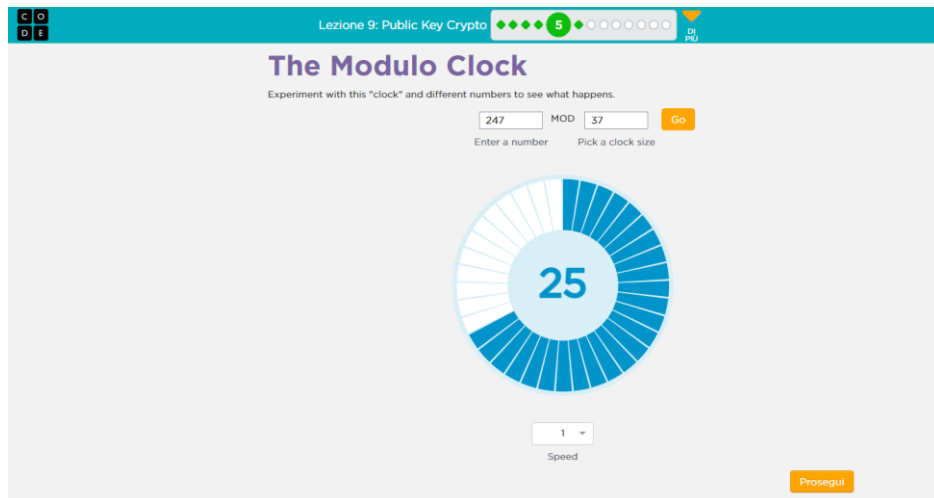 C O
D E
Lezione 9: Public Key Crypto
5
DI PIÙ
The Modulo Clock
Experiment with this "clock" and different numbers to see what happens.
247 MOD 37 Go
Enter a number Pick a clock size
25
1
Speed
Prosegui